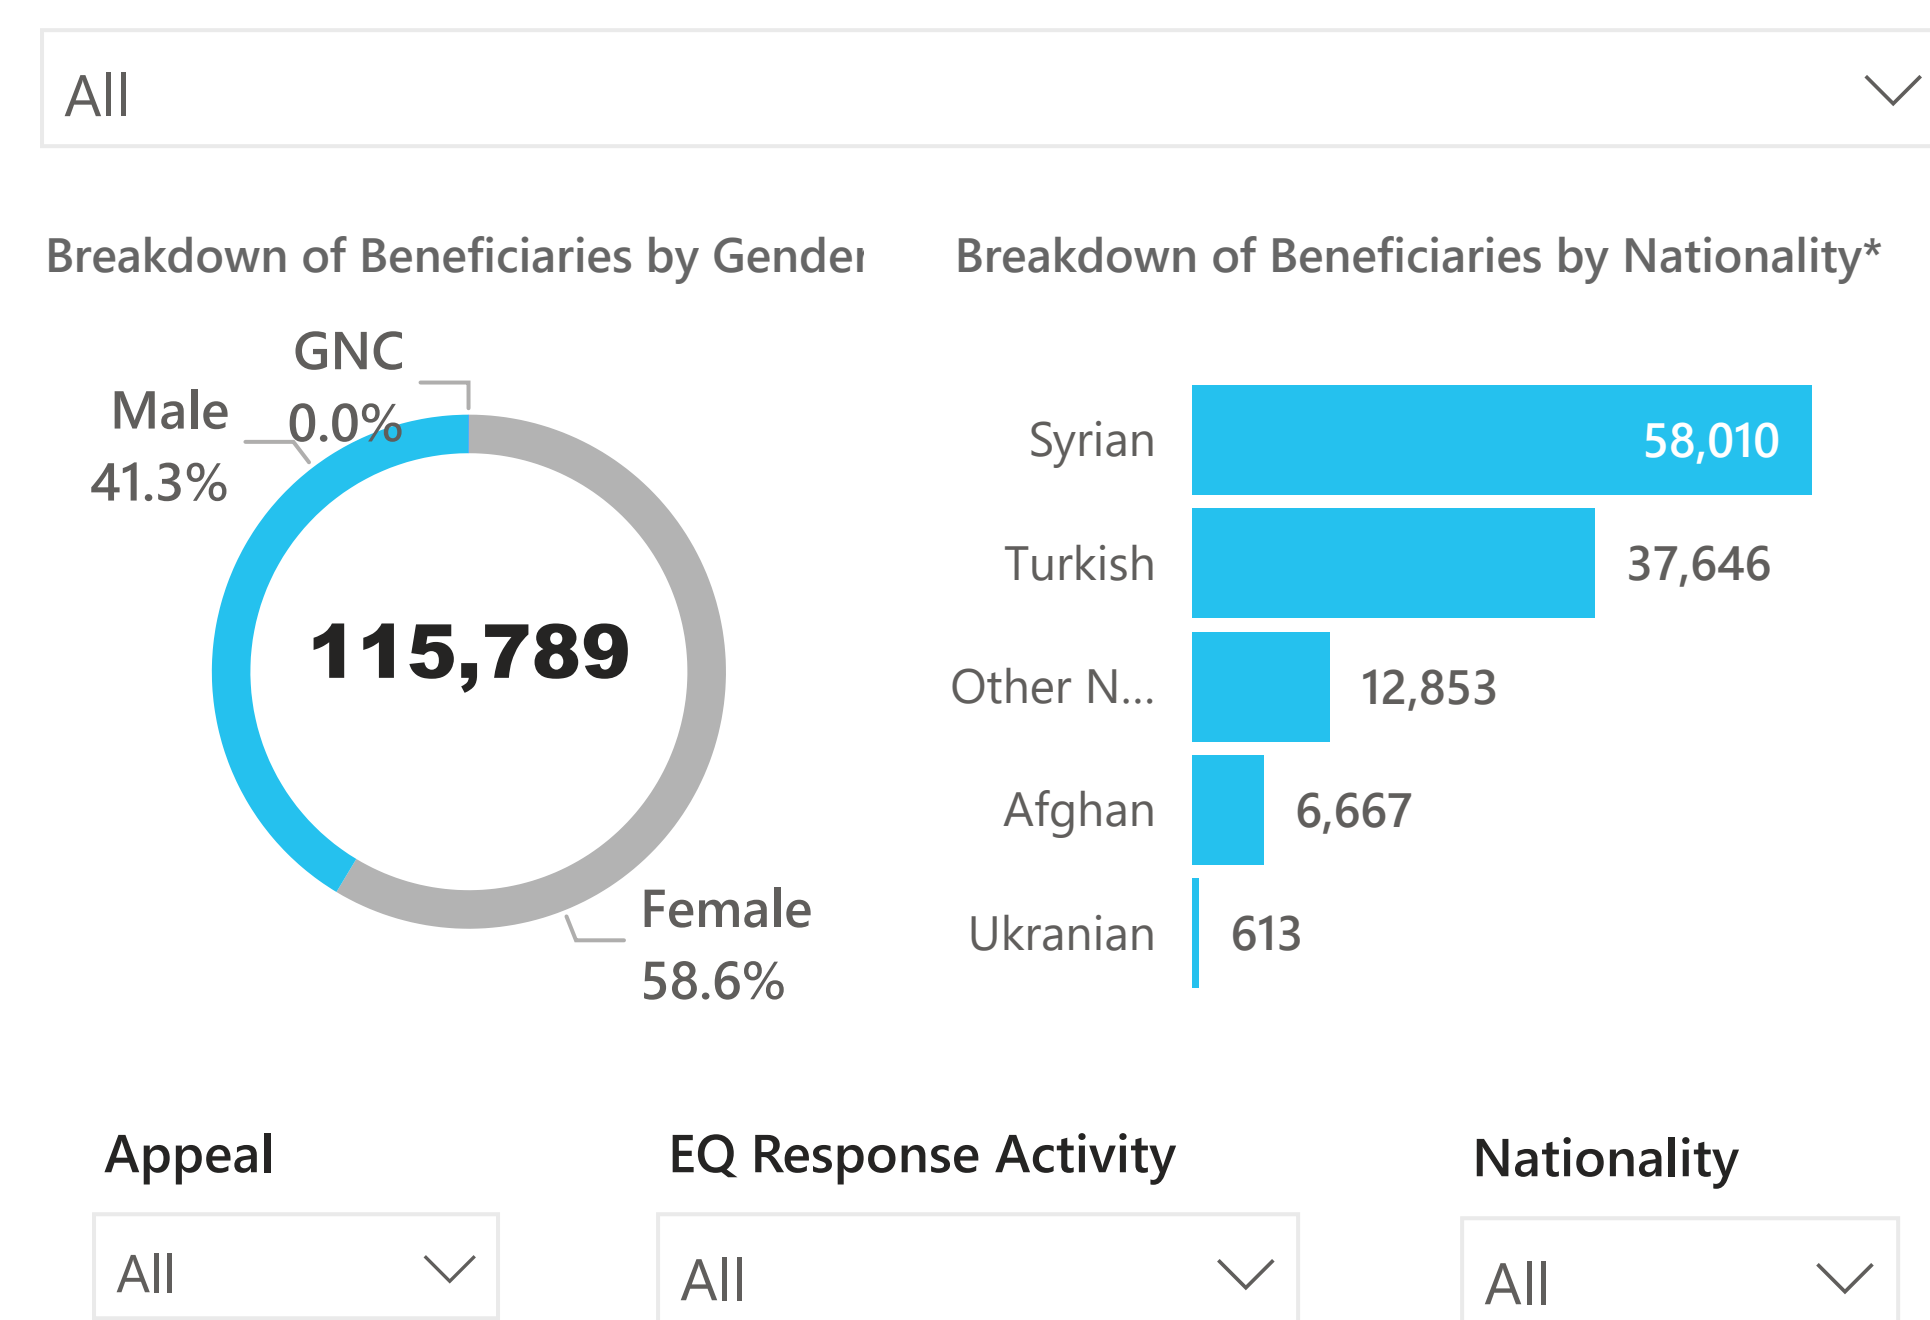 All
Breakdown of Beneficiaries by Gender
GNC
0.0%
Male
41.3%
115,789
Female
58.6%
Breakdown of Beneficiaries by Nationality*
Syrian 58,010
Turkish 37,646
Other N... 12,853
Afghan 6,667
Ukranian 613
Appeal
All
EQ Response Activity
All
Nationality
All